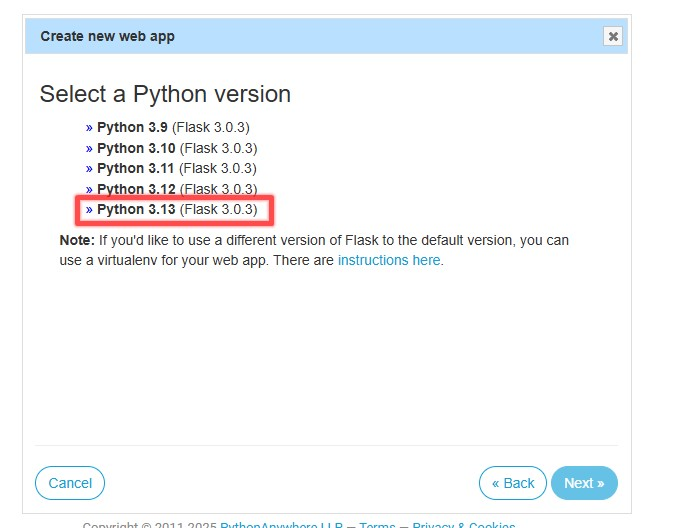 Create new web app
Select a Python version
» Python 3.9 (Flask 3.0.3)
» Python 3.10 (Flask 3.0.3)
» Python 3.11 (Flask 3.0.3)
» Python 3.12 (Flask 3.0.3)
» Python 3.13 (Flask 3.0.3)
Note: If you'd like to use a different version of Flask to the default version, you can
use a virtualenv for your web app. There are instructions here.
Cancel « Back Next »
Copyright © 2011-2025 PythonAnywhere LLP — Terms — Privacy & Cookies